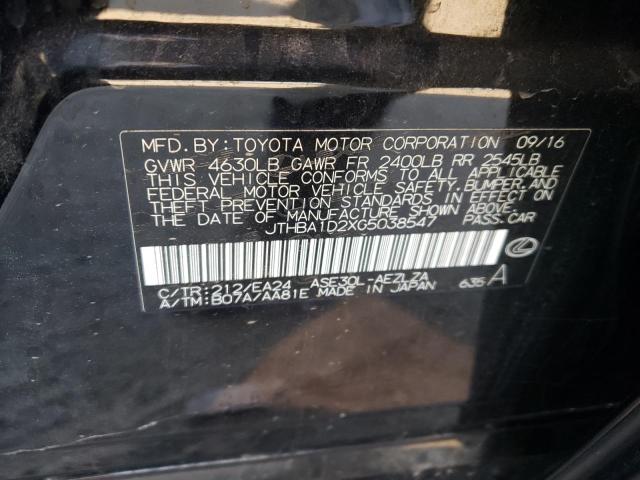 MFD.BY:TOYOTA MOTOR CORPORATION 09/16
GVWR 4630LB GAWR FR 2400LB RR 2545LB
THIS VEHICLE CONFORMS TO ALL APPLICABLE
FEDERAL MOTOR VEHICLE SAFETY,BUMPER,AND
THEFT PREVENTION STANDARDS IN EFFECT ON
THE DATE OF MANUFACTURE SHOWN ABOVE.
JTHBA1D2XG5038547 PASS.CAR
C/TR:212/EA24 ASE30L-AEZLZA
A/TM:B07A/AA81E MADE IN JAPAN 635 A